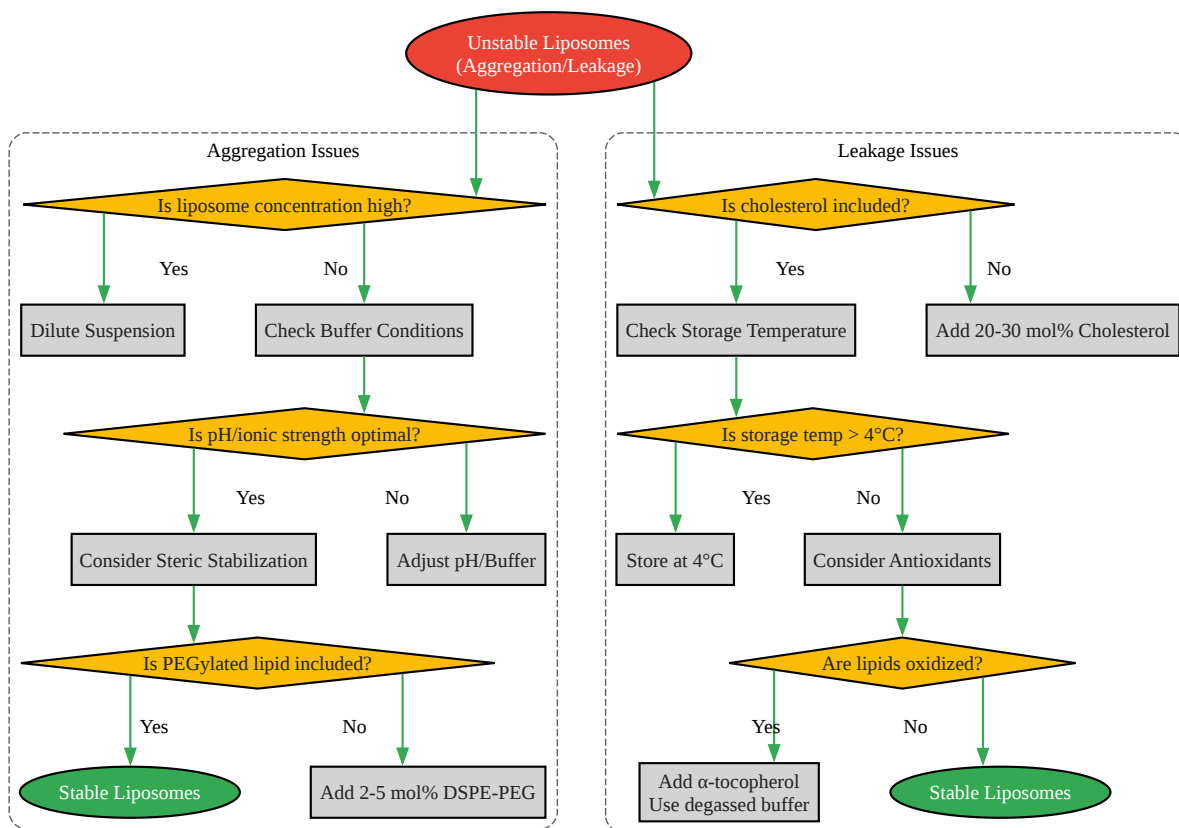 Unstable Liposomes
(Aggregation/Leakage)
Aggregation Issues
Is liposome concentration high?
Yes
No
Dilute Suspension
Check Buffer Conditions
Is pH/ionic strength optimal?
Yes
No
Consider Steric Stabilization
Adjust pH/Buffer
Is PEGylated lipid included?
Yes
No
Stable Liposomes
Add 2-5 mol% DSPE-PEG
Leakage Issues
Is cholesterol included?
Yes
No
Check Storage Temperature
Add 20-30 mol% Cholesterol
Is storage temp > 4°C?
Yes
No
Store at 4°C
Consider Antioxidants
Are lipids oxidized?
Yes
No
Add α-tocopherol
Use degassed buffer
Stable Liposomes